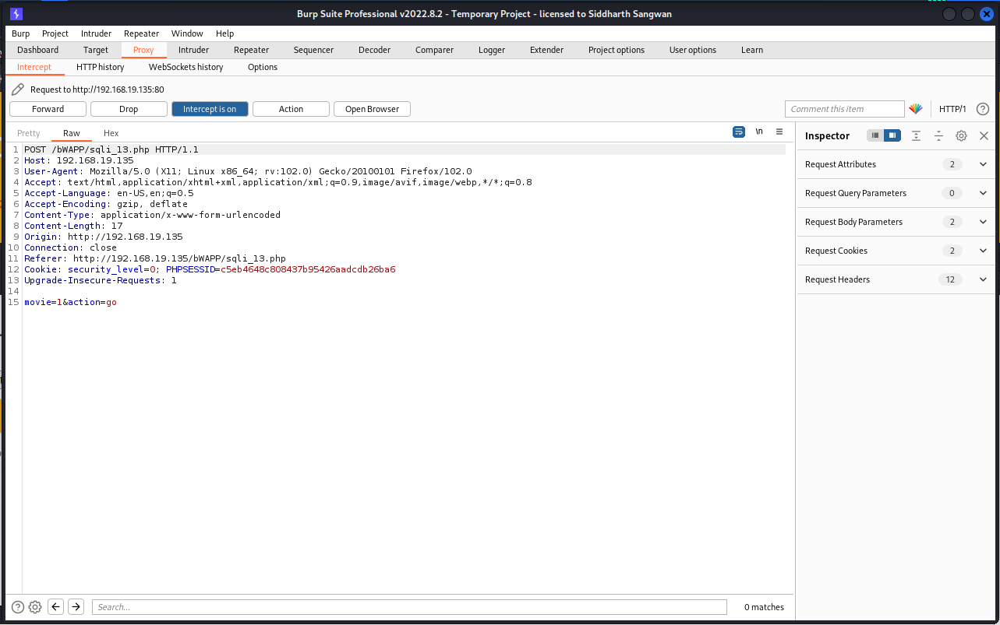 Burp Suite Professional v2022.8.2 - Temporary Project - licensed to Siddharth Sangwan
Burp Project Intruder Repeater Window Help
Dashboard Target Proxy Intruder Repeater Sequencer Decoder Comparer Logger Extender Project options User options Learn
Intercept HTTP history WebSockets history Options
Request to http://192.168.19.135:80
Forward Drop Intercept is on Action Open Browser Comment this item HTTP/1 ?
Pretty Raw Hex \n ≡
Inspector
1 POST /bWAPP/sqli_13.php HTTP/1.1
2 Host: 192.168.19.135
3 User-Agent: Mozilla/5.0 (X11; Linux x86_64; rv:102.0) Gecko/20100101 Firefox/102.0
4 Accept: text/html,application/xhtml+xml,application/xml;q=0.9,image/avif,image/webp,*/*;q=0.8
5 Accept-Language: en-US,en;q=0.5
6 Accept-Encoding: gzip, deflate
7 Content-Type: application/x-www-form-urlencoded
8 Content-Length: 17
9 Origin: http://192.168.19.135
10 Connection: close
11 Referer: http://192.168.19.135/bWAPP/sqli_13.php
12 Cookie: security_level=0; PHPSESSID=c5eb4648c808437b95426aadcdb26ba6
13 Upgrade-Insecure-Requests: 1
14
15 movie=1&action=go
Request Attributes 2
Request Query Parameters 0
Request Body Parameters 2
Request Cookies 2
Request Headers 12
? Search... 0 matches